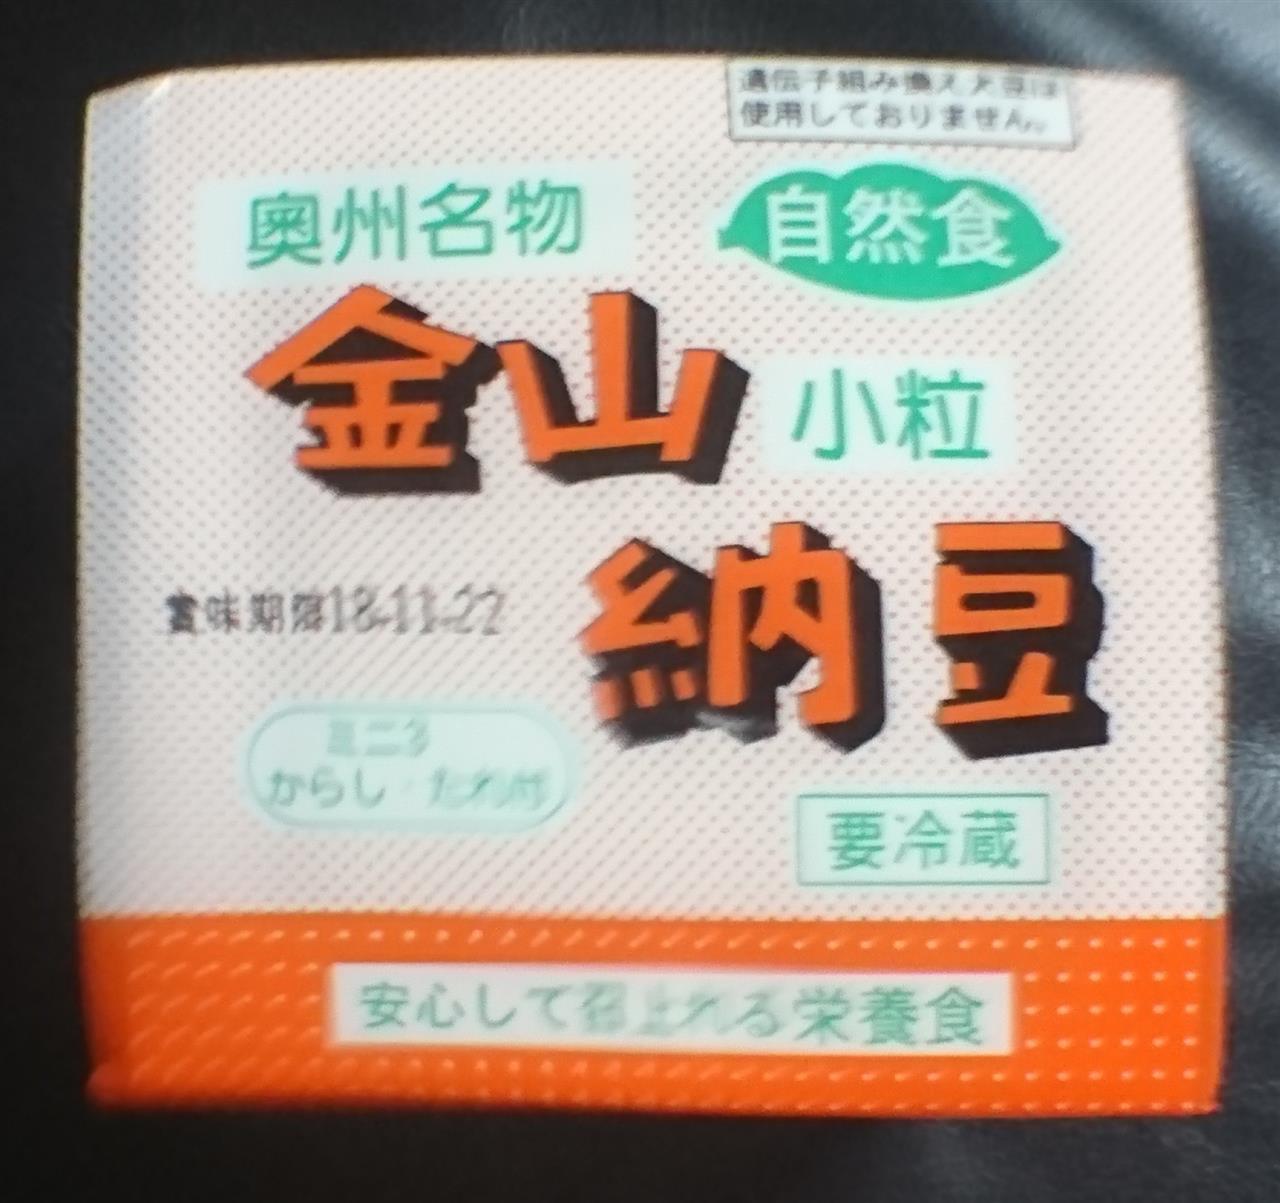 遺伝子組み換え大豆は
使用しておりません。
奥州名物
自然食
金山
小粒
納豆
賞味期限18.11.22
ミニ3
からし・たれ付
要冷蔵
安心して召上れる栄養食